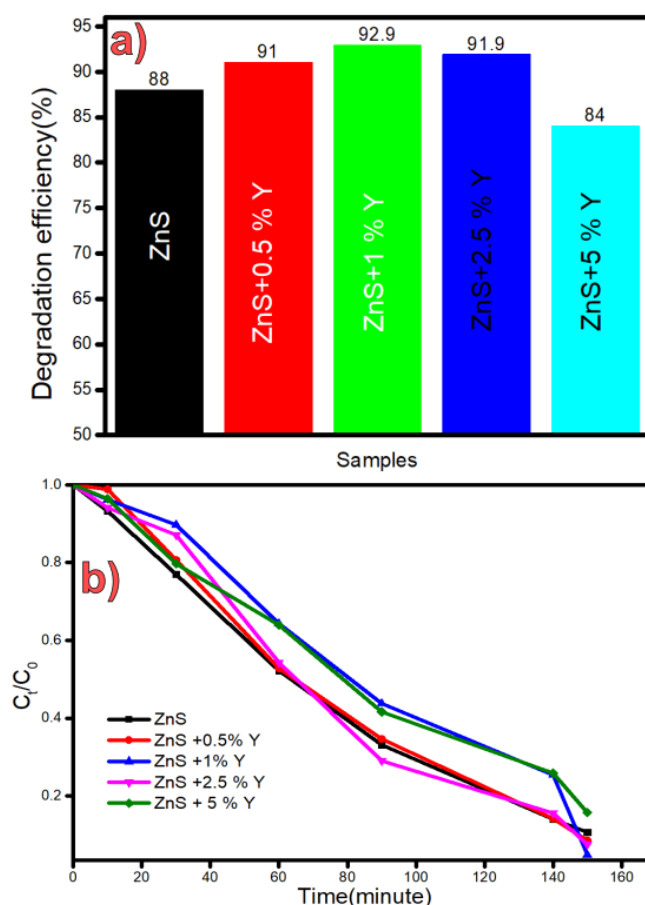 a)
Degradation efficiency(%)
95
90
85
80
75
70
65
60
55
50
88
91
92.9
91.9
84
ZnS
ZnS+0.5 % Y
ZnS+1 % Y
ZnS+2.5 % Y
ZnS+5 % Y
Samples
b)
C_t/C_0
1.0
0.8
0.6
0.4
0.2
ZnS
ZnS +0.5% Y
ZnS +1% Y
ZnS +2.5 % Y
ZnS + 5 % Y
0 20 40 60 80 100 120 140 160
Time(minute)